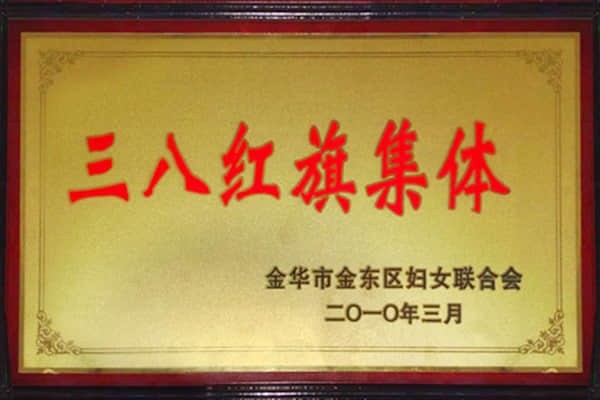 三八红旗集体
金华市金东区妇女联合会
二〇一〇年三月